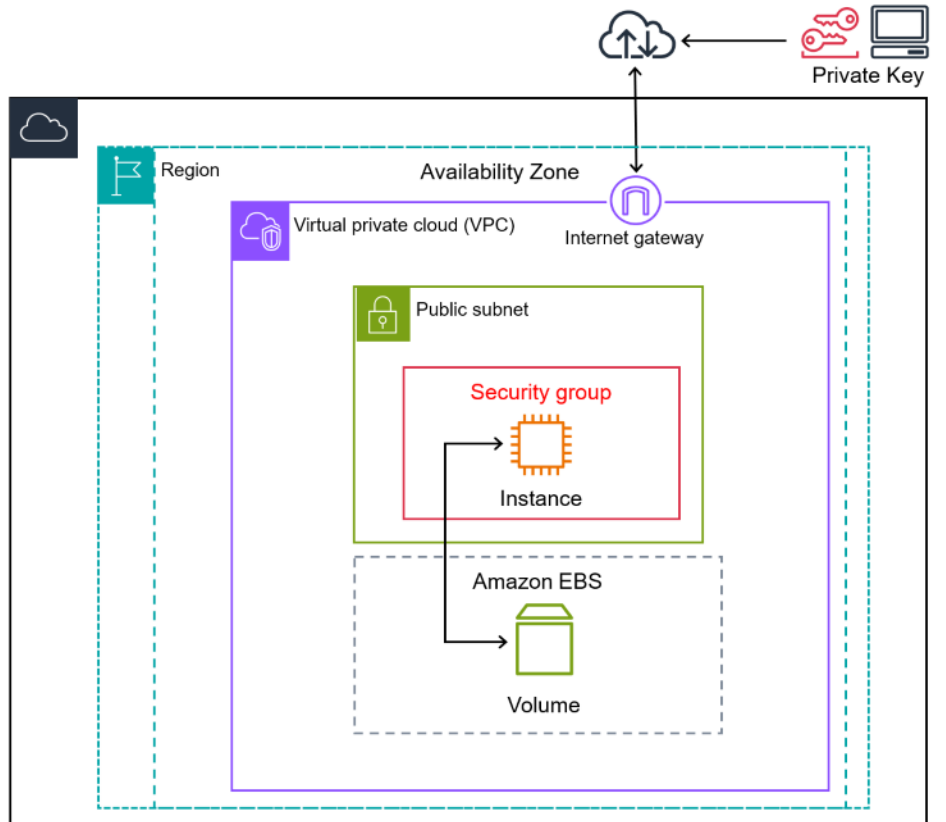 Private Key
Region
Availability Zone
Virtual private cloud (VPC)
Internet gateway
Public subnet
Security group
Instance
Amazon EBS
Volume